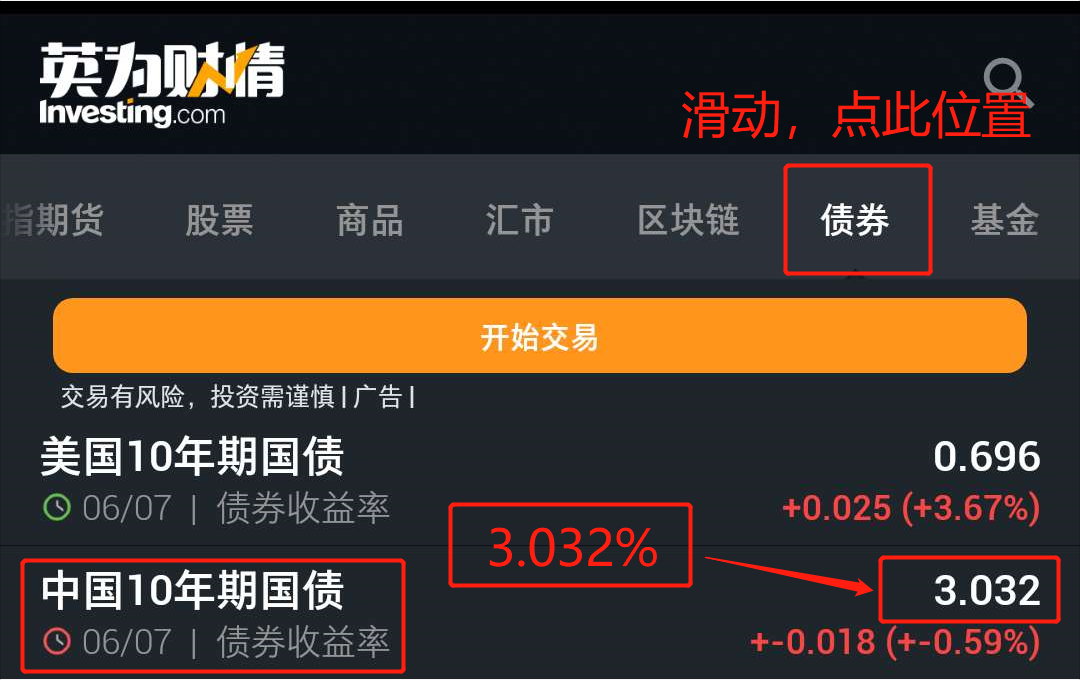 英为财情
Investing.com
滑动，点此位置
指期货 股票 商品 汇市 区块链 债券 基金
开始交易
交易有风险，投资需谨慎 | 广告 |
美国10年期国债 0.696
06/07 | 债券收益率 +0.025 (+3.67%)
3.032%
中国10年期国债 3.032
06/07 | 债券收益率 +-0.018 (+-0.59%)